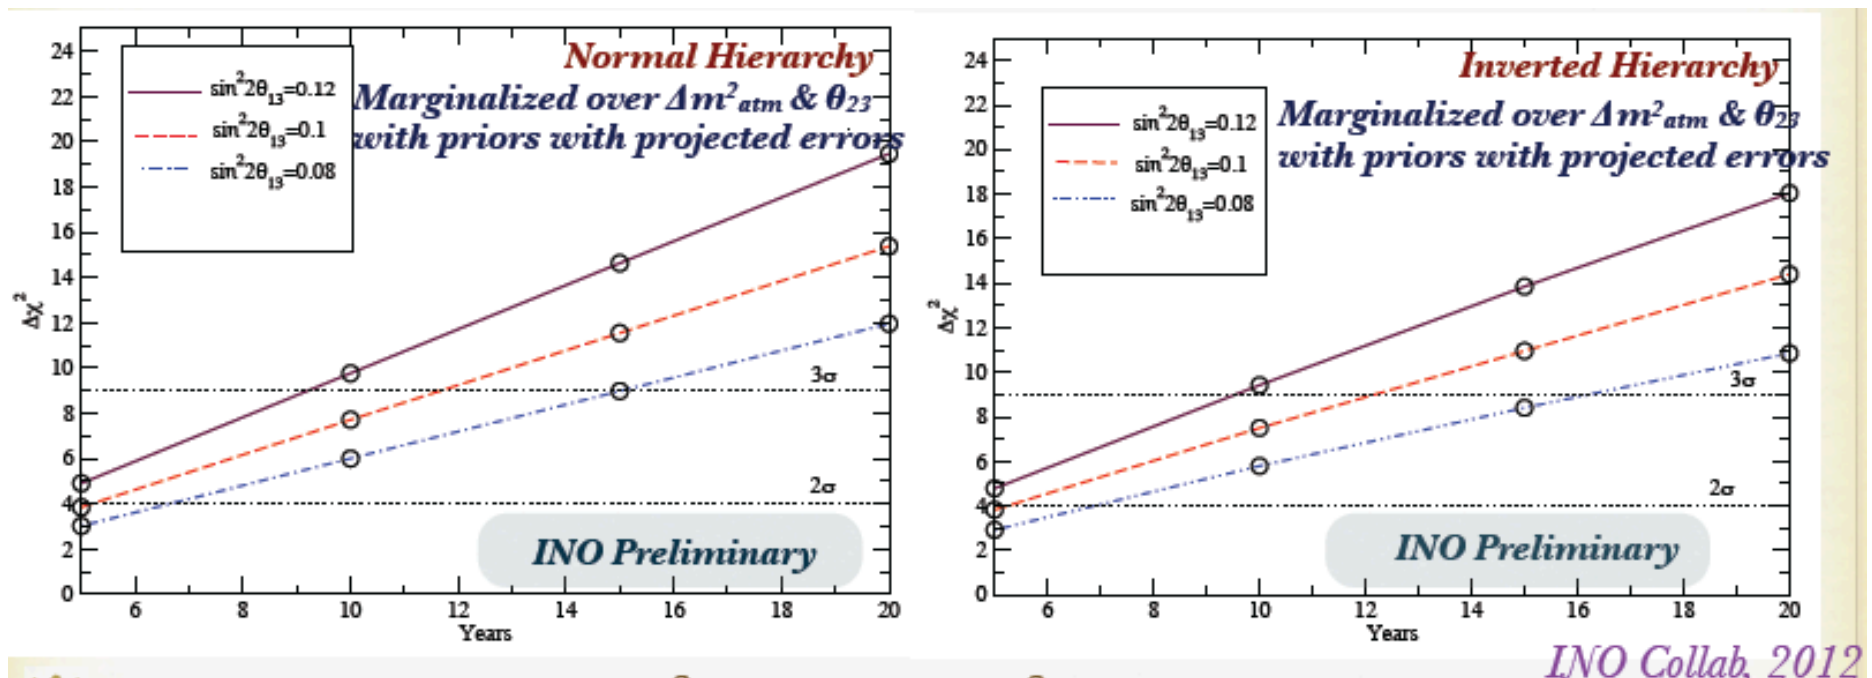 Normal Hierarchy
Marginalized over Δm²atm & θ23
with priors with projected errors
sin²2θ13=0.12
sin²2θ13=0.1
sin²2θ13=0.08
24
22
20
18
16
14
12
10
8
6
4
2
0
Δχ²
3σ
2σ
INO Preliminary
6 8 10 12 14 16 18 20
Years
Inverted Hierarchy
Marginalized over Δm²atm & θ23
with priors with projected errors
sin²2θ13=0.12
sin²2θ13=0.1
sin²2θ13=0.08
24
22
20
18
16
14
12
10
8
6
4
2
0
Δχ²
3σ
2σ
INO Preliminary
6 8 10 12 14 16 18 20
Years
INO Collab, 2012